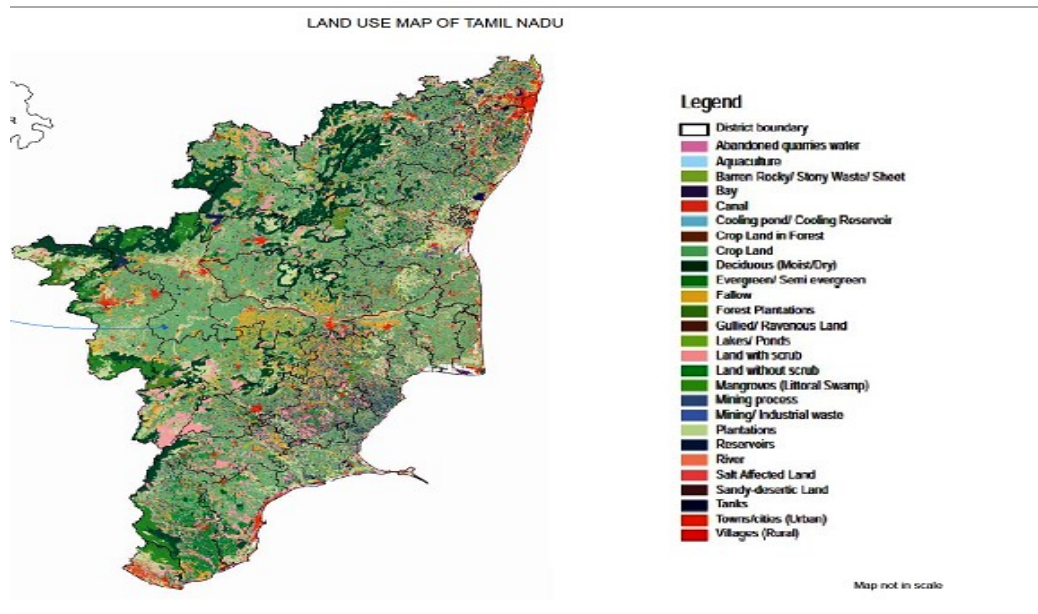 LAND USE MAP OF TAMIL NADU
Legend
District boundary
Abandoned quarries water
Aquaculture
Barren Rocky/ Stony Waste/ Sheet
Bay
Canal
Cooling pond/ Cooling Reservoir
Crop Land in Forest
Crop Land
Deciduous (Moist/Dry)
Evergreen/ Semi evergreen
Fallow
Forest Plantations
Gullied/ Ravenous Land
Lakes/ Ponds
Land with scrub
Land without scrub
Mangroves (Littoral Swamp)
Mining process
Mining/ Industrial waste
Plantations
Reservoirs
River
Salt Affected Land
Sandy-desertic Land
Tanks
Towns/cities (Urban)
Villages (Rural)
Map not in scale